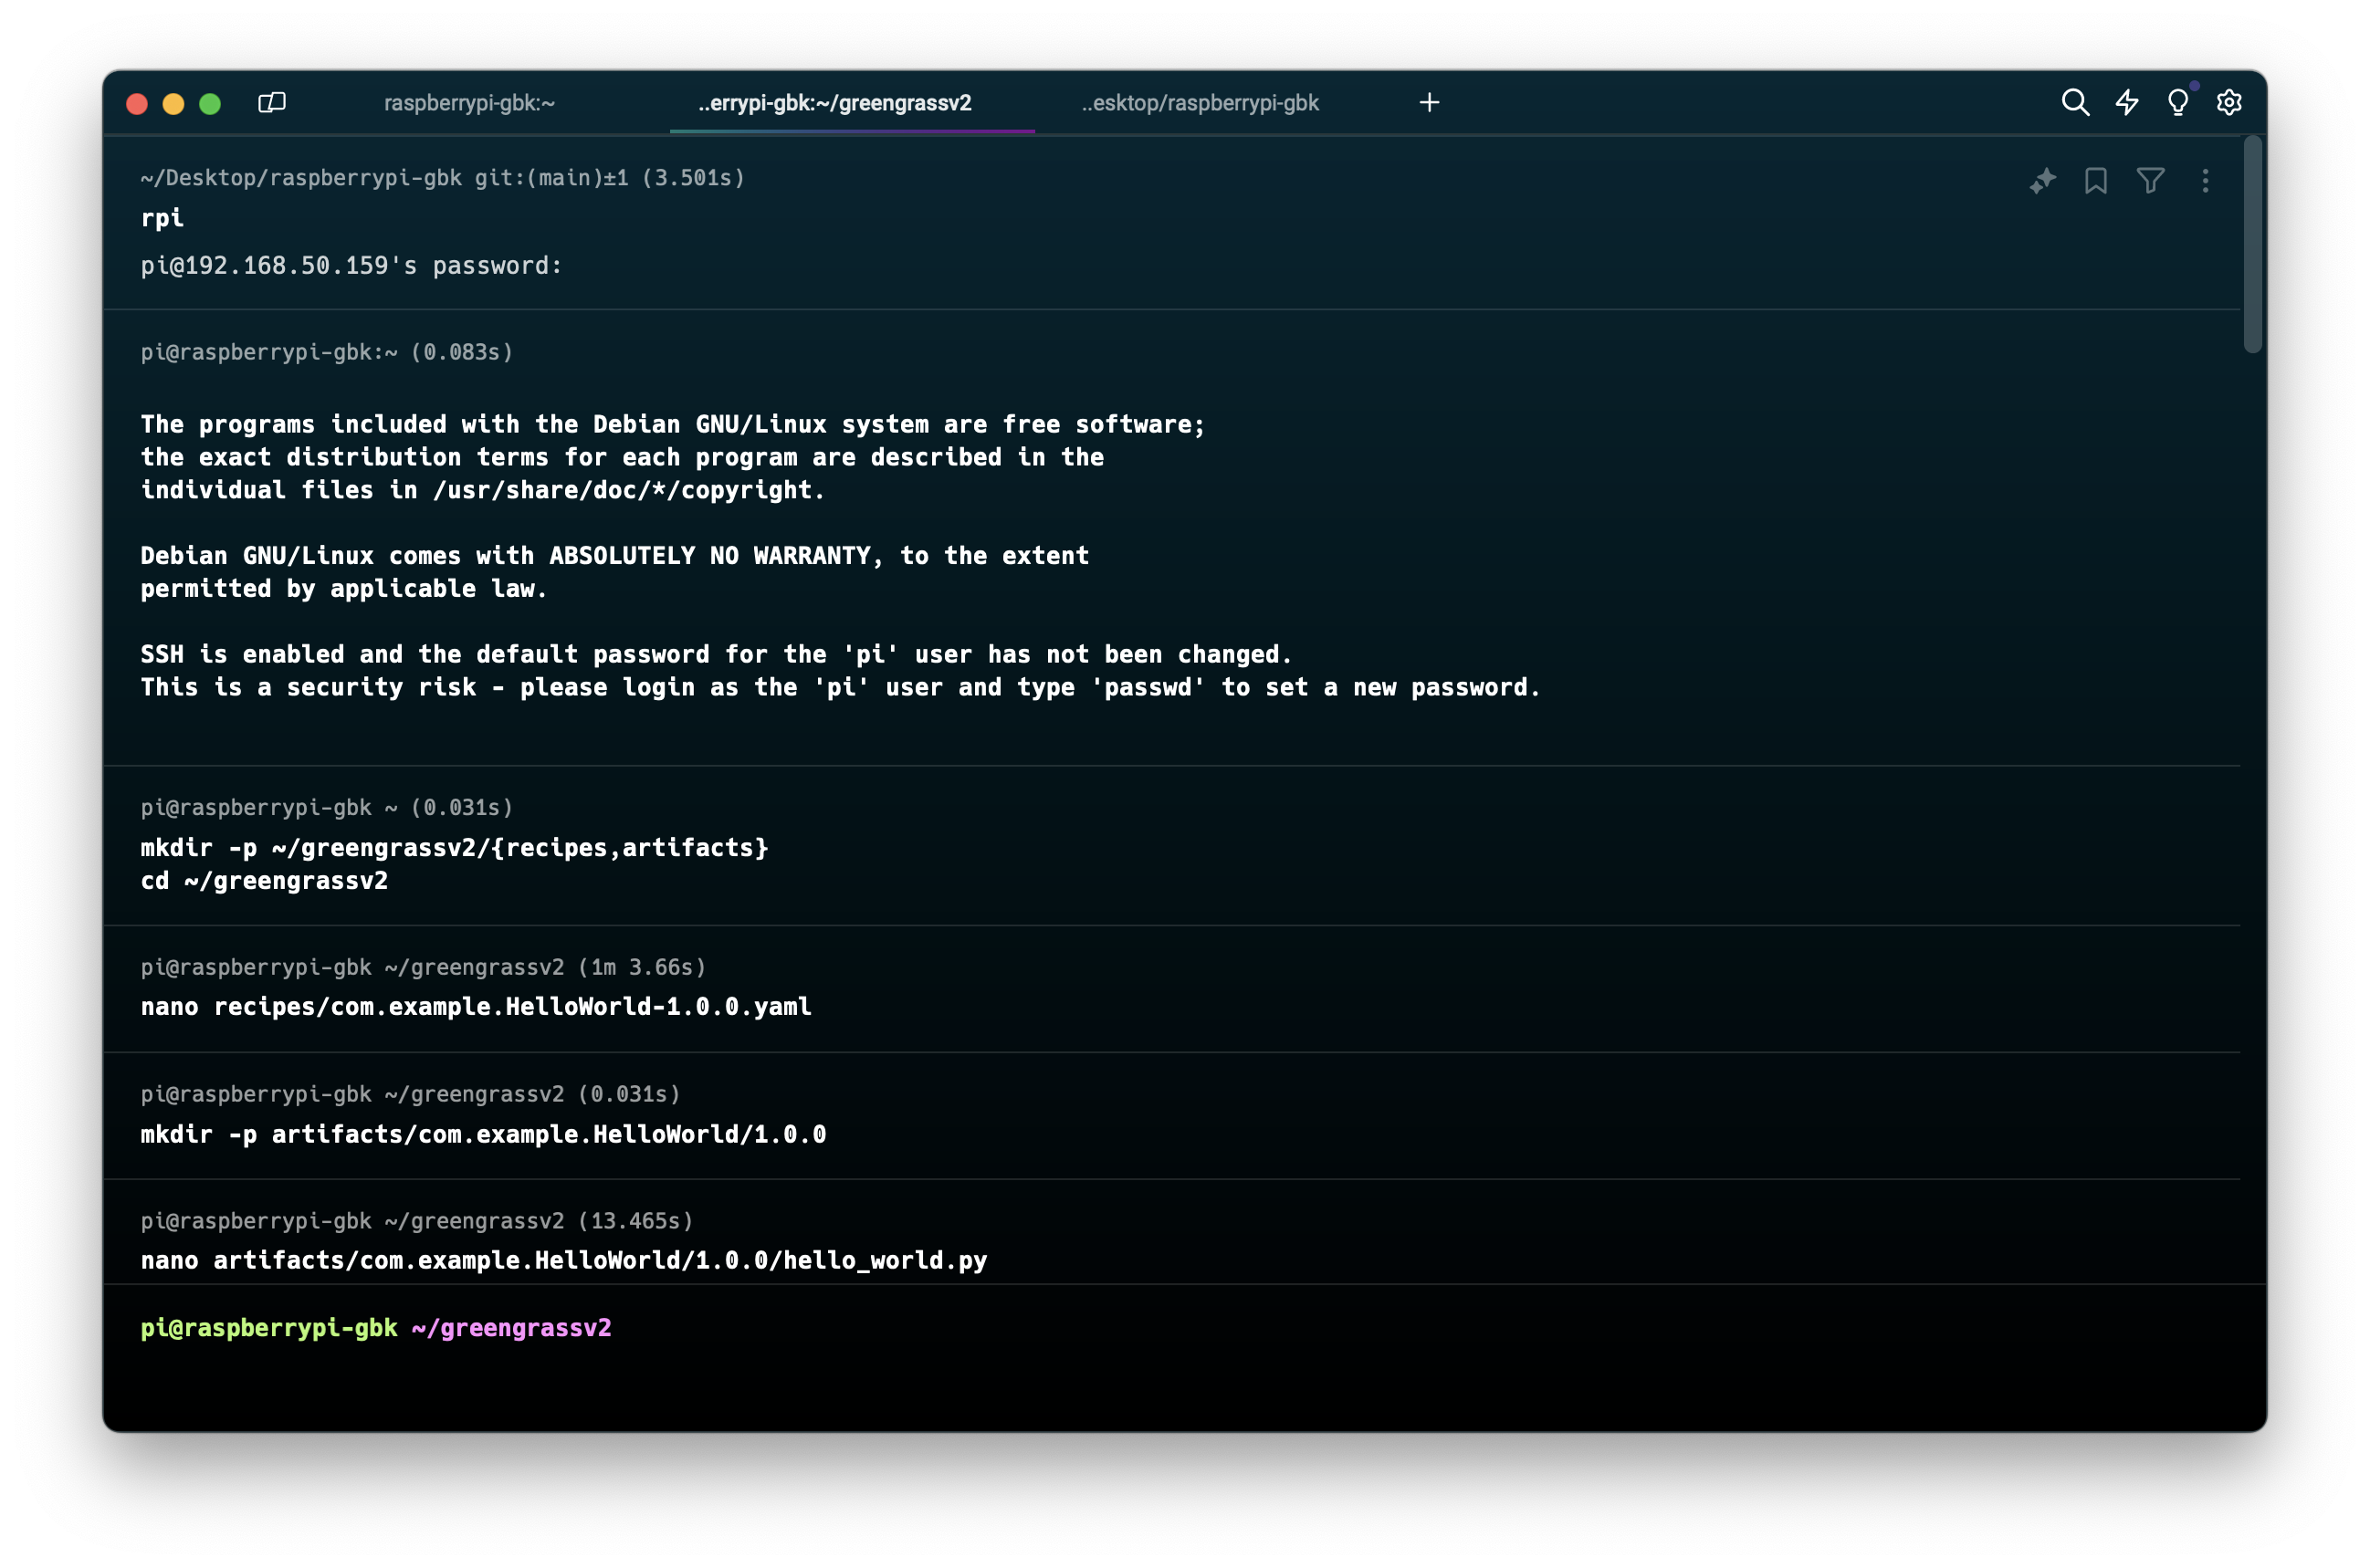 raspberrypi-gbk:~
..errypi-gbk:~/greengrassv2
..esktop/raspberrypi-gbk
~/Desktop/raspberrypi-gbk git:(main)±1 (3.501s)
rpi
pi@192.168.50.159's password:
pi@raspberrypi-gbk:~ (0.083s)
The programs included with the Debian GNU/Linux system are free software;
the exact distribution terms for each program are described in the
individual files in /usr/share/doc/*/copyright.
Debian GNU/Linux comes with ABSOLUTELY NO WARRANTY, to the extent
permitted by applicable law.
SSH is enabled and the default password for the 'pi' user has not been changed.
This is a security risk - please login as the 'pi' user and type 'passwd' to set a new password.
pi@raspberrypi-gbk ~ (0.031s)
mkdir -p ~/greengrassv2/{recipes,artifacts}
cd ~/greengrassv2
pi@raspberrypi-gbk ~/greengrassv2 (1m 3.66s)
nano recipes/com.example.HelloWorld-1.0.0.yaml
pi@raspberrypi-gbk ~/greengrassv2 (0.031s)
mkdir -p artifacts/com.example.HelloWorld/1.0.0
pi@raspberrypi-gbk ~/greengrassv2 (13.465s)
nano artifacts/com.example.HelloWorld/1.0.0/hello_world.py
pi@raspberrypi-gbk ~/greengrassv2